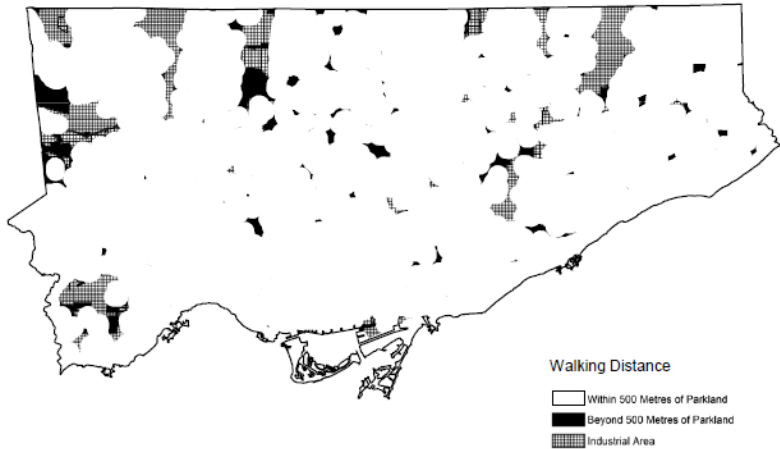 Walking Distance
Within 500 Metres of Parkland
Beyond 500 Metres of Parkland
Industrial Area